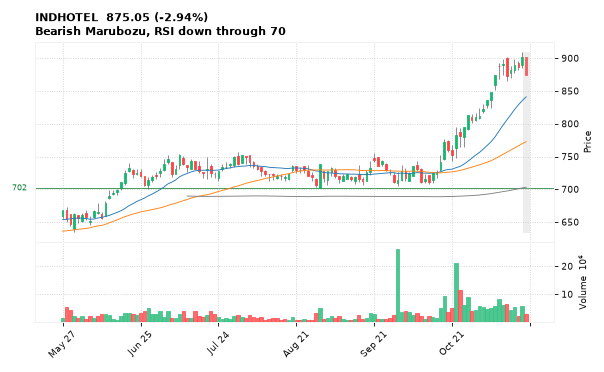 INDHOTEL 875.05 (-2.94%)
Bearish Marubozu, RSI down through 70
900
850
800
750
702
700
650
Price
20
10
Volume 10⁴
May 27
Jun 25
Jul 24
Aug 21
Sep 21
Oct 21